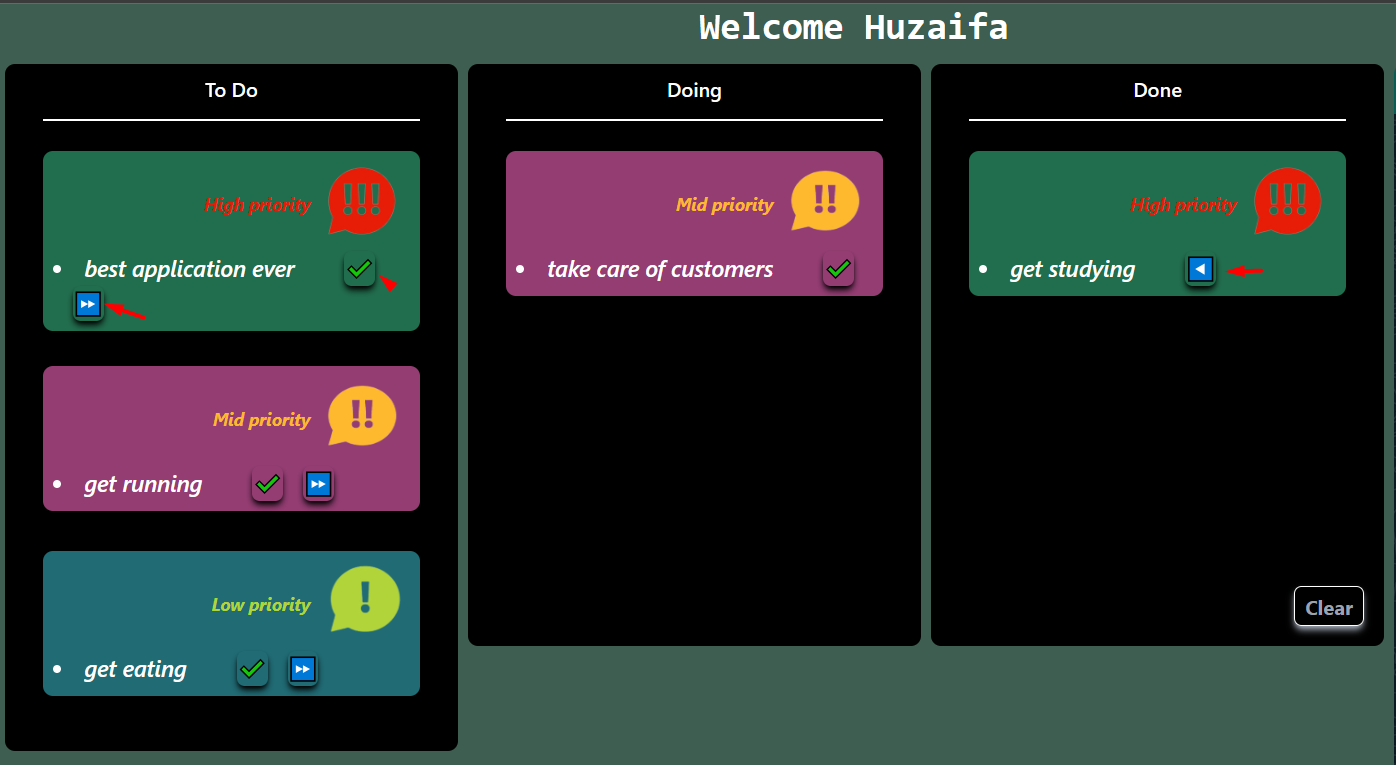 Welcome Huzaifa
To Do
High priority !!!
• best application ever
Mid priority !!
• get running
Low priority !
• get eating
Doing
Mid priority !!
• take care of customers
Done
High priority !!!
• get studying
Clear